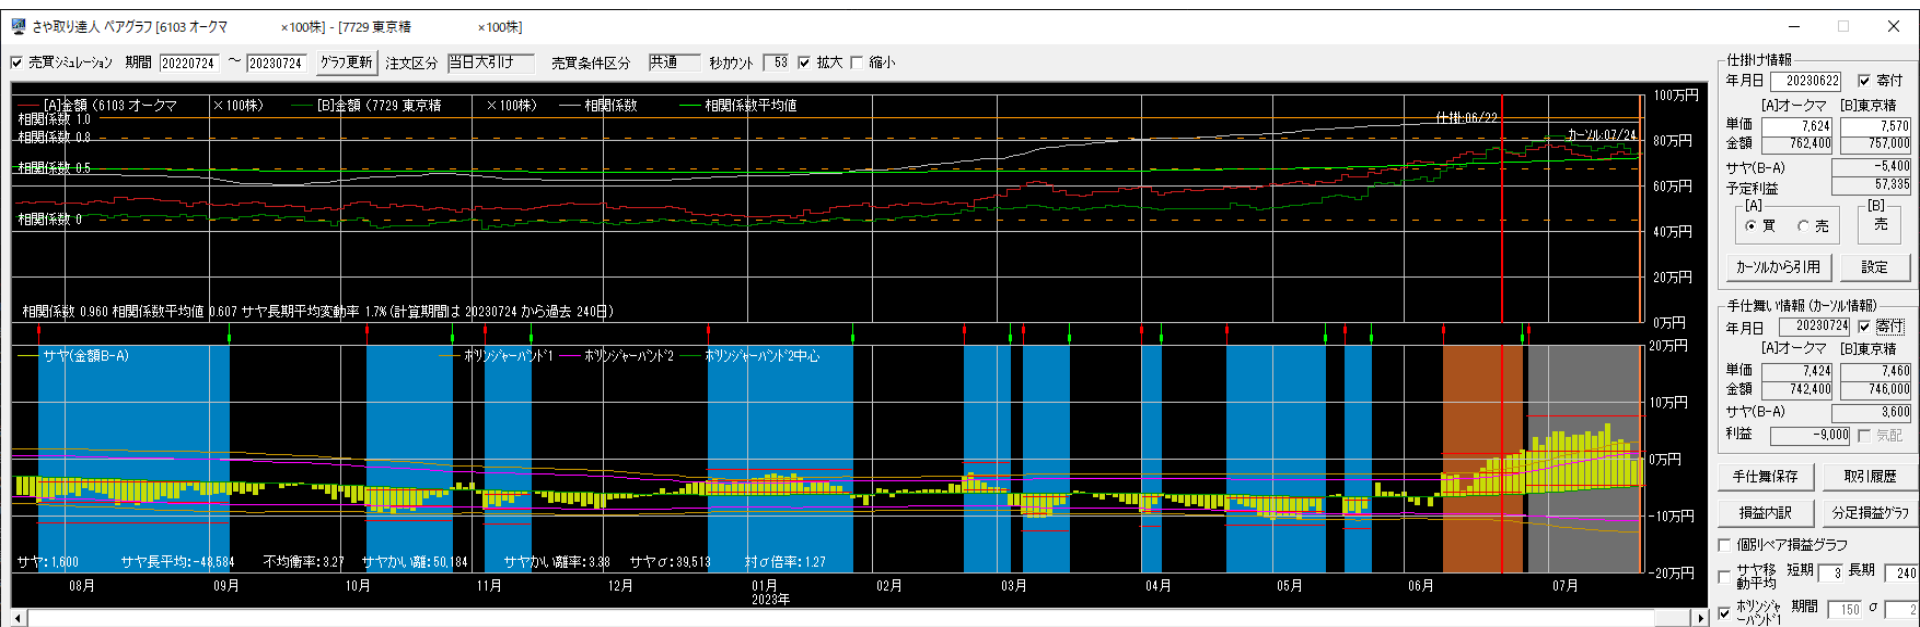 さや取り達人 ペアグラフ [6103 オークマ ×100株] - [7729 東京精 ×100株]
売買シミュレーション 期間 20220724 ～ 20230724 グラフ更新 注文区分 当日大引け 売買条件区分 共通 秒カウント 53 拡大 縮小
[A]金額（6103 オークマ ×100株） [B]金額（7729 東京精 ×100株） 相関係数 相関係数平均値
相関係数 1.0
相関係数 0.8
相関係数 0.5
相関係数 0
仕掛:06/22
カーソル:07/24
100万円
80万円
60万円
40万円
20万円
0万円
相関係数 0.960 相関係数平均値 0.607 サヤ長期平均変動率 1.7%（計算期間は 20230724 から過去 240日）
サヤ(金額B-A) ボリンジャーバンド1 ボリンジャーバンド2 ボリンジャーバンド2中心
20万円
10万円
0万円
-10万円
-20万円
サヤ:1,600 サヤ長平均:-48,584 不均衡率:3.27 サヤかい離:50,184 サヤかい離率:3.38 サヤσ:39,513 対σ倍率:1.27
08月 09月 10月 11月 12月 01月 02月 03月 04月 05月 06月 07月
2023年
仕掛け情報
年月日 20230622 寄付
[A]オークマ [B]東京精
単価 7,624 7,570
金額 762,400 757,000
サヤ(B-A) -5,400
予定利益 57,335
[A] [B]
買 売 売
カーソルから引用 設定
手仕舞い情報 (カーソル情報)
年月日 20230724 寄付
[A]オークマ [B]東京精
単価 7,424 7,460
金額 742,400 746,000
サヤ(B-A) 3,600
利益 -9,000 気配
手仕舞保存 取引履歴
損益内訳 分足損益グラフ
個別ペア損益グラフ
サヤ移動平均 短期 3 長期 240
ボリンジャーバンド1 期間 150 σ 2